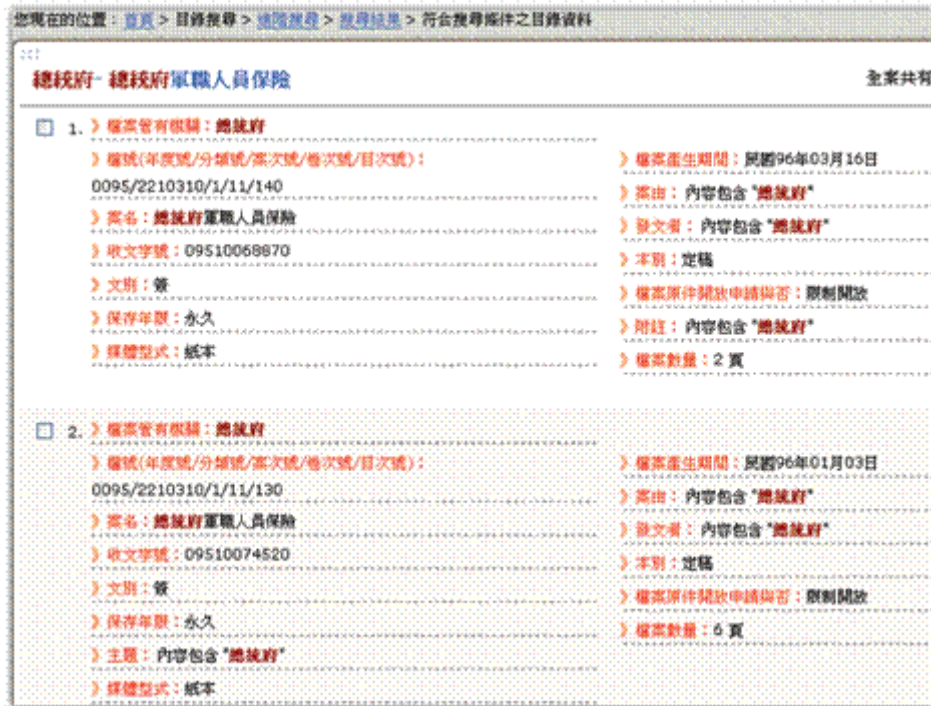 您現在的位置：首頁 > 目錄搜尋 > 進階搜尋 > 搜尋結果 > 符合搜尋條件之目錄資料
總統府- 總統府軍職人員保險
全案共有
1. 》檔案管有機關：總統府
》檔號(年度號/分類號/案次號/卷次號/目次號)：
0095/2210310/1/11/140
》案名：總統府軍職人員保險
》收文字號：09510068870
》文別：簽
》保存年限：永久
》媒體型式：紙本
》檔案產生期間：民國96年03月16日
》案由：內容包含 "總統府"
》發文者：內容包含 "總統府"
》本別：定稿
》檔案原件開放申請與否：限制開放
》附註：內容包含 "總統府"
》檔案數量：2 頁
2. 》檔案管有機關：總統府
》檔號(年度號/分類號/案次號/卷次號/目次號)：
0095/2210310/1/11/130
》案名：總統府軍職人員保險
》收文字號：09510074520
》文別：簽
》保存年限：永久
》主題：內容包含 "總統府"
》媒體型式：紙本
》檔案產生期間：民國96年01月03日
》案由：內容包含 "總統府"
》發文者：內容包含 "總統府"
》本別：定稿
》檔案原件開放申請與否：限制開放
》檔案數量：6 頁